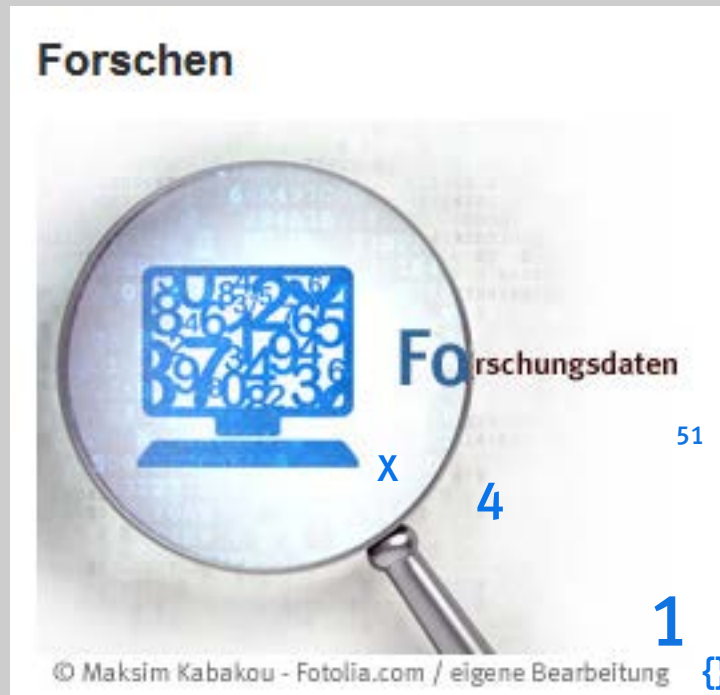 Forschen
Forschungsdaten
51
X
4
1
© Maksim Kabakou - Fotolia.com / eigene Bearbeitung